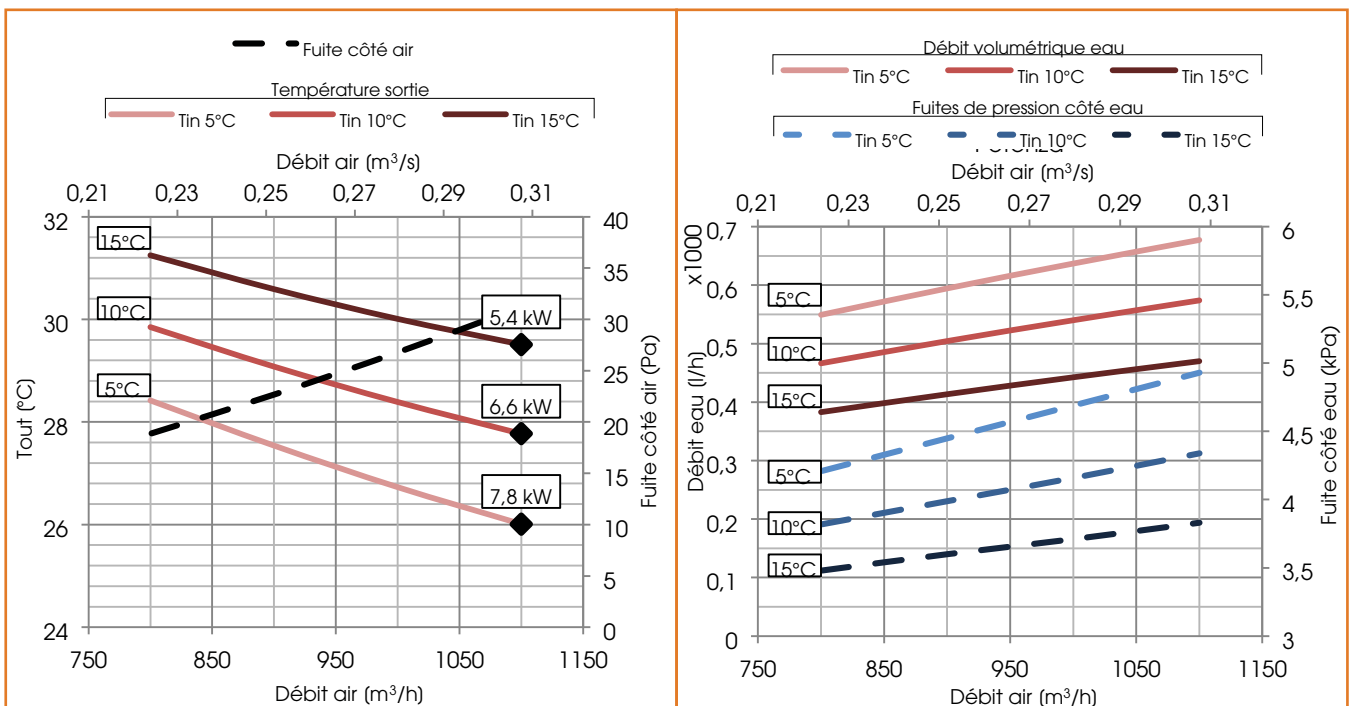 Fuite côté air
Température sortie
Tin 5°C Tin 10°C Tin 15°C
Débit air (m³/s)
0,21 0,23 0,25 0,27 0,29 0,31
32 30 28 26 24
Tout (°C)
40 35 30 25 20 15 10 5 0
Fuite côté air (Pa)
15°C
10°C
5°C
5,4 kW
6,6 kW
7,8 kW
750 850 950 1050 1150
Débit air (m³/h)
Débit volumétrique eau
Tin 5°C Tin 10°C Tin 15°C
Fuites de pression côté eau
Tin 5°C Tin 10°C Tin 15°C
Débit air (m³/s)
0,21 0,23 0,25 0,27 0,29 0,31
x1000
0,7 0,6 0,5 0,4 0,3 0,2 0,1 0
Débit eau (l/h)
6 5,5 5 4,5 4 3,5 3
Fuite côté eau (kPa)
5°C
10°C
15°C
5°C
10°C
15°C
750 850 950 1050 1150
Débit air (m³/h)